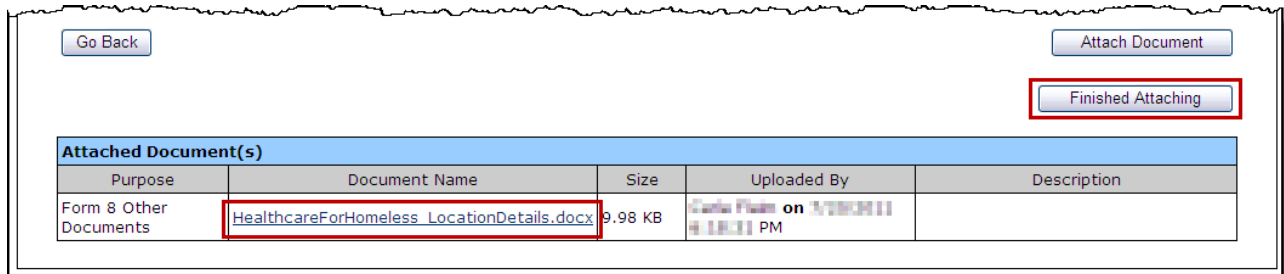 Go Back
Attach Document
Finished Attaching
Attached Document(s)
Purpose Document Name Size Uploaded By Description
Form 8 Other HealthcareForHomeless_LocationDetails.docx 9.98 KB on
Documents PM